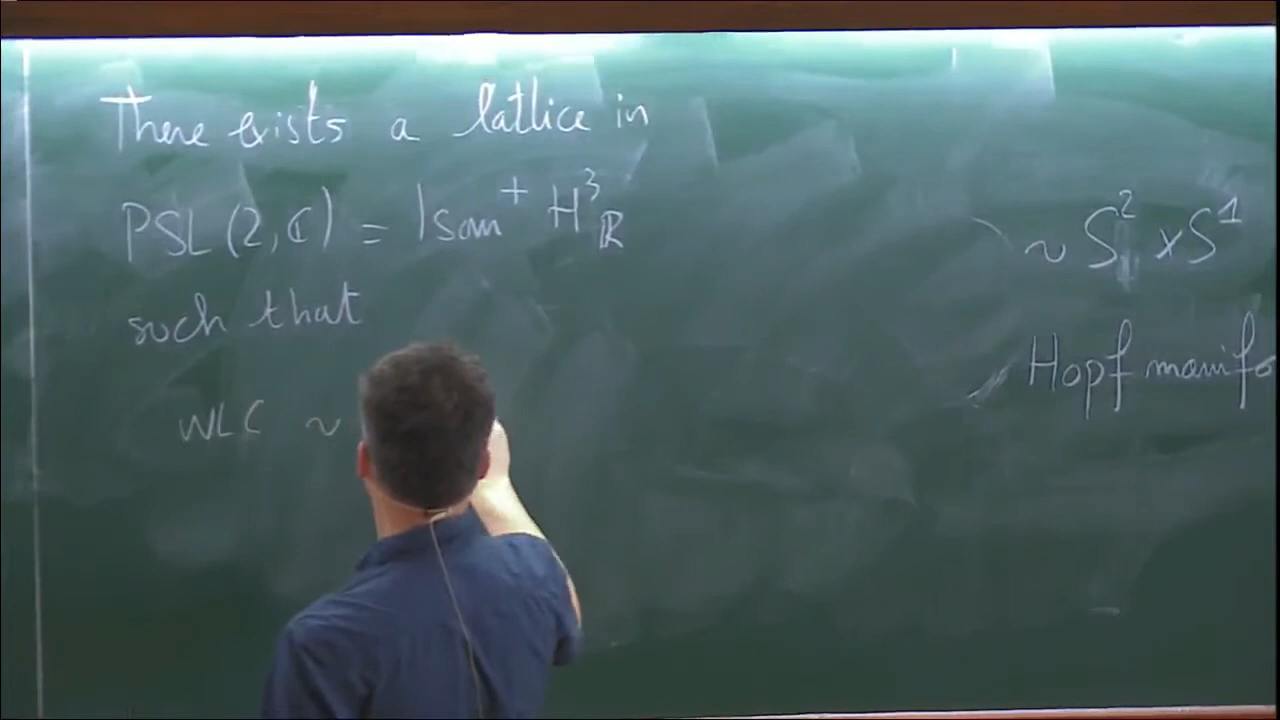 There exists a lattice in
PSL(2,ℂ) = Isom⁺ H³_ℝ
such that
WLC ~
~ S² × S¹
Hopf manifo